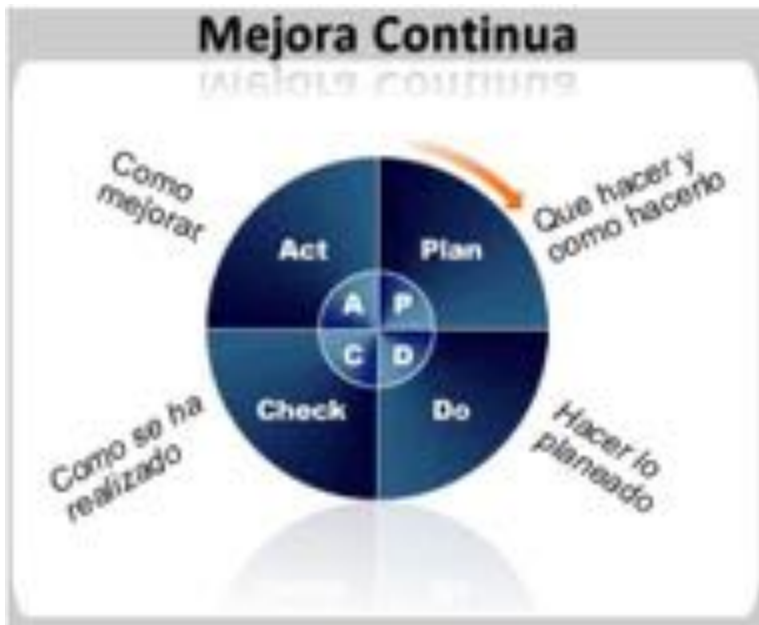 Mejora Continua
Como
mejorar
Que hacer y
como hacerlo
Act
Plan
A
P
C
D
Check
Do
Como se ha
realizado
Hacer lo
planeado